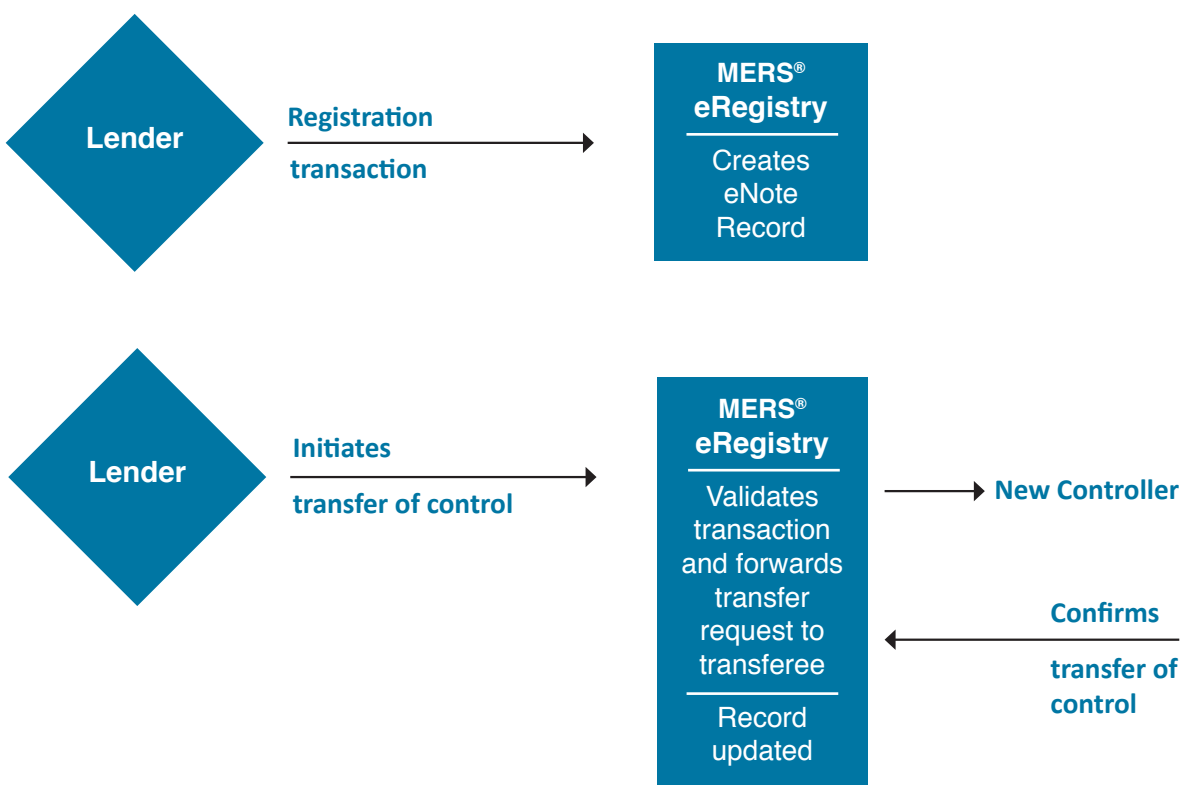 Lender
Registration
transaction
MERS®
eRegistry
Creates
eNote
Record
Lender
Initiates
transfer of control
MERS®
eRegistry
Validates
transaction
and forwards
transfer
request to
transferee
Record
updated
New Controller
Confirms
transfer of
control